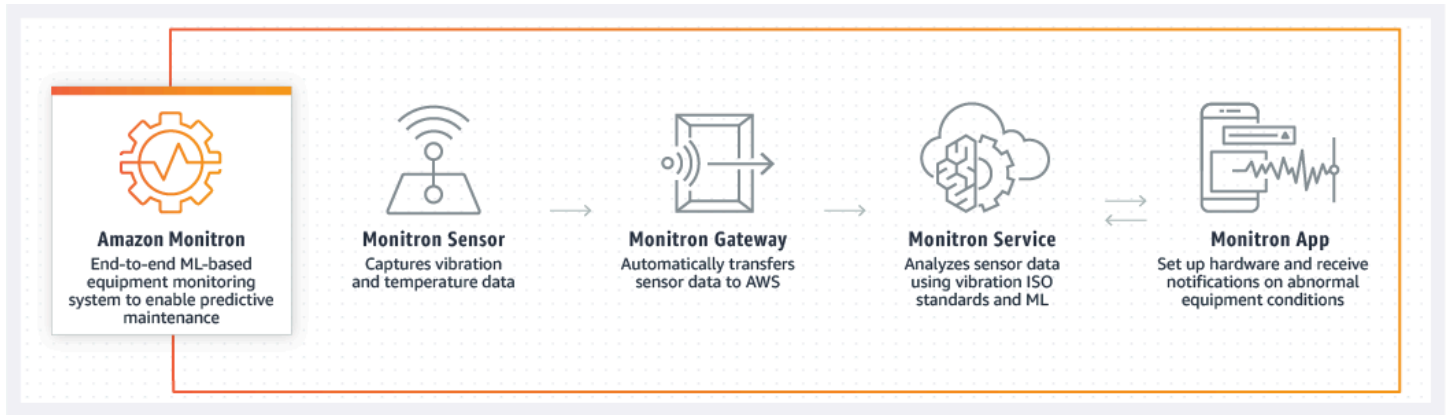 Amazon Monitron
End-to-end ML-based
equipment monitoring
system to enable predictive
maintenance
Monitron Sensor
Captures vibration
and temperature data
Monitron Gateway
Automatically transfers
sensor data to AWS
Monitron Service
Analyzes sensor data
using vibration ISO
standards and ML
Monitron App
Set up hardware and receive
notifications on abnormal
equipment conditions